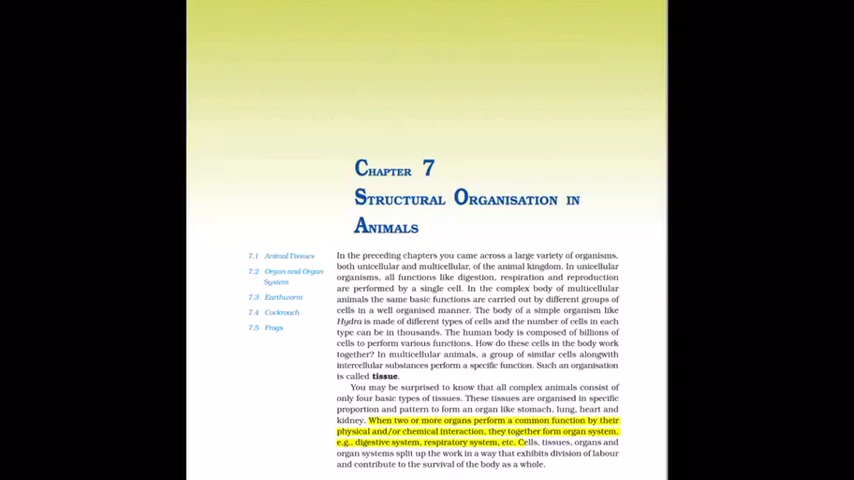 CHAPTER 7
STRUCTURAL ORGANISATION IN
ANIMALS
7.1 Animal Tissues
7.2 Organ and Organ
System
7.3 Earthworm
7.4 Cockroach
7.5 Frogs
In the preceding chapters you came across a large variety of organisms,
both unicellular and multicellular, of the animal kingdom. In unicellular
organisms, all functions like digestion, respiration and reproduction
are performed by a single cell. In the complex body of multicellular
animals the same basic functions are carried out by different groups of
cells in a well organised manner. The body of a simple organism like
Hydra is made of different types of cells and the number of cells in each
type can be in thousands. The human body is composed of billions of
cells to perform various functions. How do these cells in the body work
together? In multicellular animals, a group of similar cells alongwith
intercellular substances perform a specific function. Such an organisation
is called tissue.
You may be surprised to know that all complex animals consist of
only four basic types of tissues. These tissues are organised in specific
proportion and pattern to form an organ like stomach, lung, heart and
kidney. When two or more organs perform a common function by their
physical and/or chemical interaction, they together form organ system,
e.g., digestive system, respiratory system, etc. Cells, tissues, organs and
organ systems split up the work in a way that exhibits division of labour
and contribute to the survival of the body as a whole.